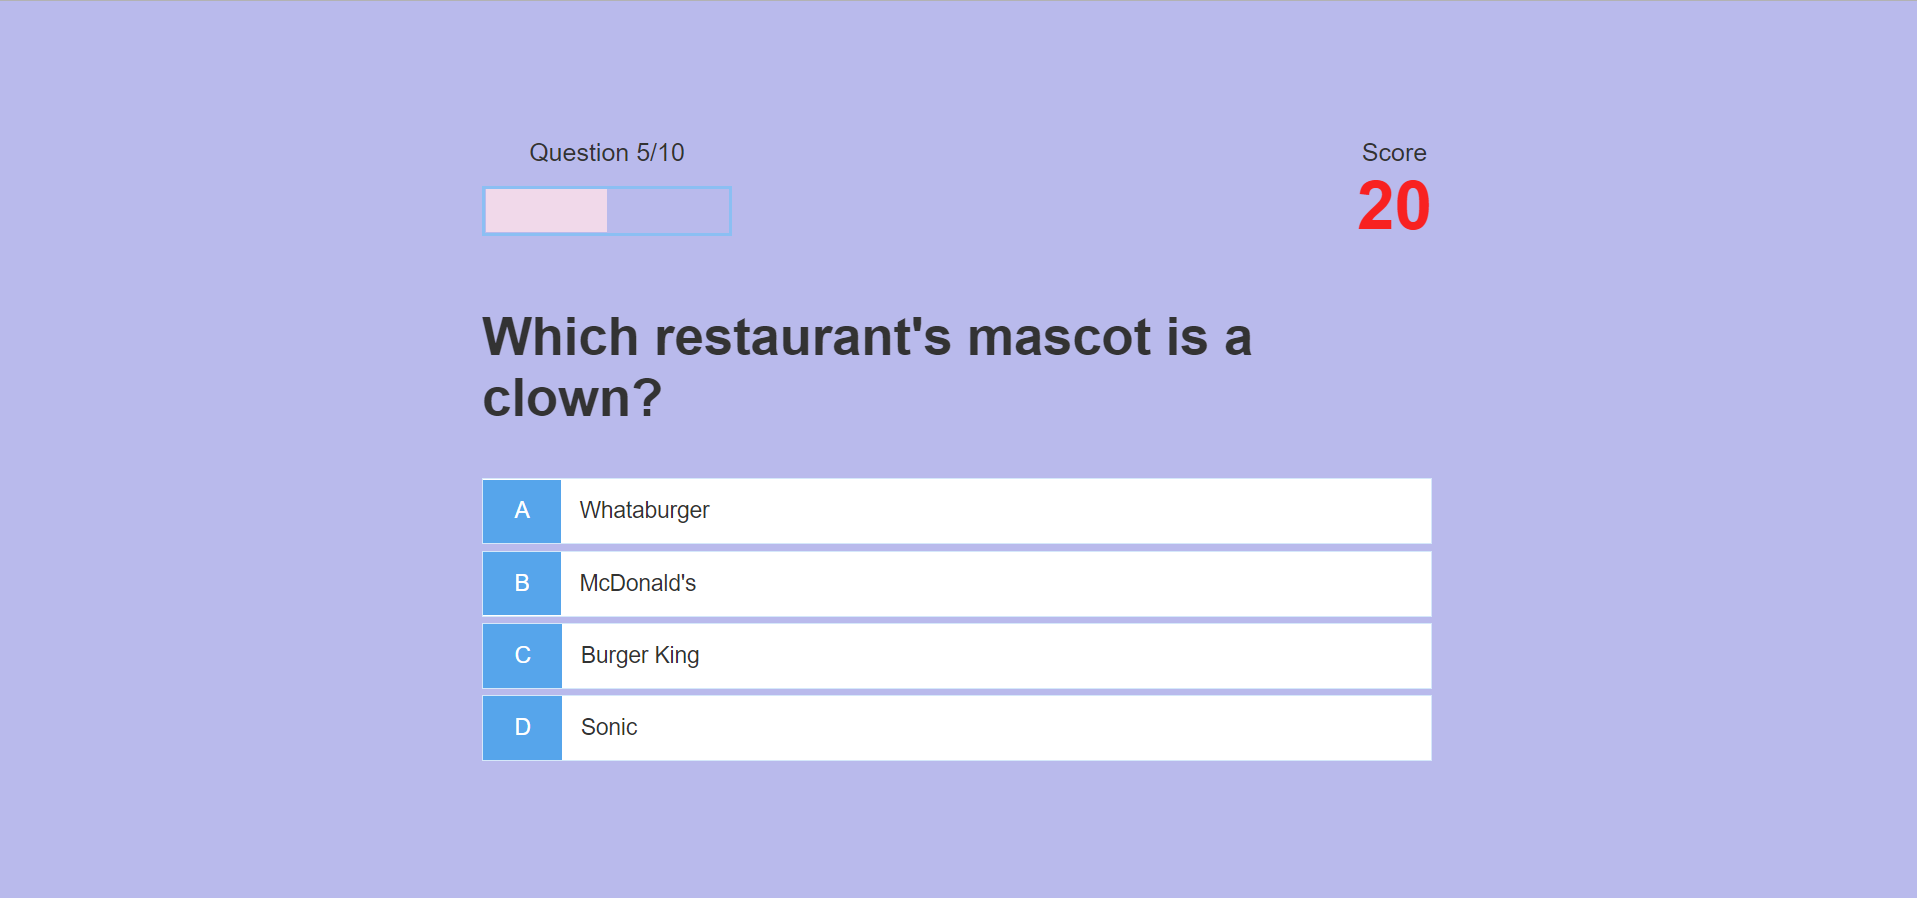 Question 5/10
Score
20
Which restaurant's mascot is a
clown?
A Whataburger
B McDonald's
C Burger King
D Sonic